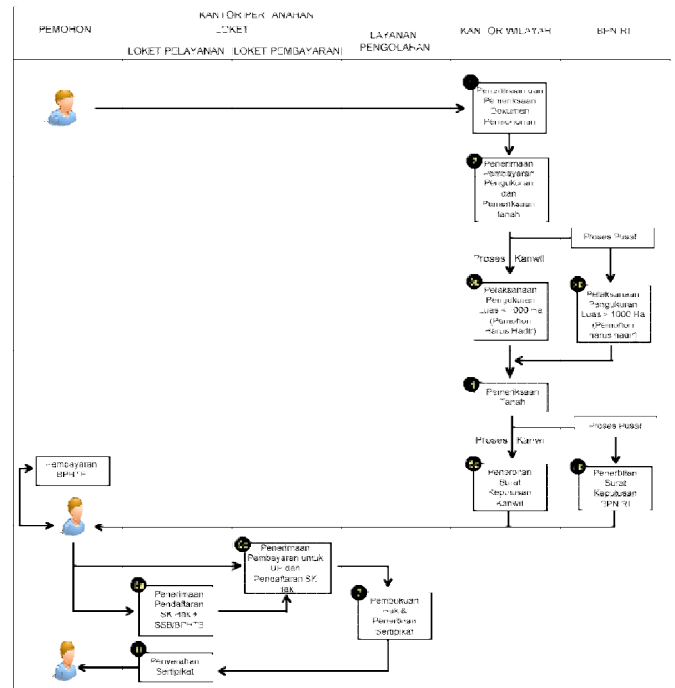 KANTOR PERTANAHAN
LOKET
PEMOHON
LAYANAN
PENGOLAHAN
KANTOR WILAYAH
BPN RI
LOKET PELAYANAN
LOKET PEMBAYARAN
Penerimaan dan
Pemeriksaan
Dokumen
Permohonan
Penerimaan
Pembayaran
Pengukuran
dan
Pemeriksaan
Tanah
Proses Pusat
Proses Kanwil
Pelaksanaan
Pengukuran
Luas < 1000 Ha
(Pemohon
Harus Hadir)
Pelaksanaan
Pengukuran
Luas > 1000 Ha
(Pemohon
harus hadir)
Pemeriksaan
Tanah
Proses Pusat
Proses Kanwil
Pembayaran
BPHTB
Penerbitan
Surat
Keputusan
Kanwil
Penerbitan
Surat
Keputusan
BPN RI
Penerimaan
Pembayaran untuk
UP dan
Pendaftaran SK
Hak
Penerimaan
Pendaftaran
SK Hak +
SSB/BPHTB
Pembukuan
Hak &
Penerbitan
Sertipikat
Penyerahan
Sertipikat